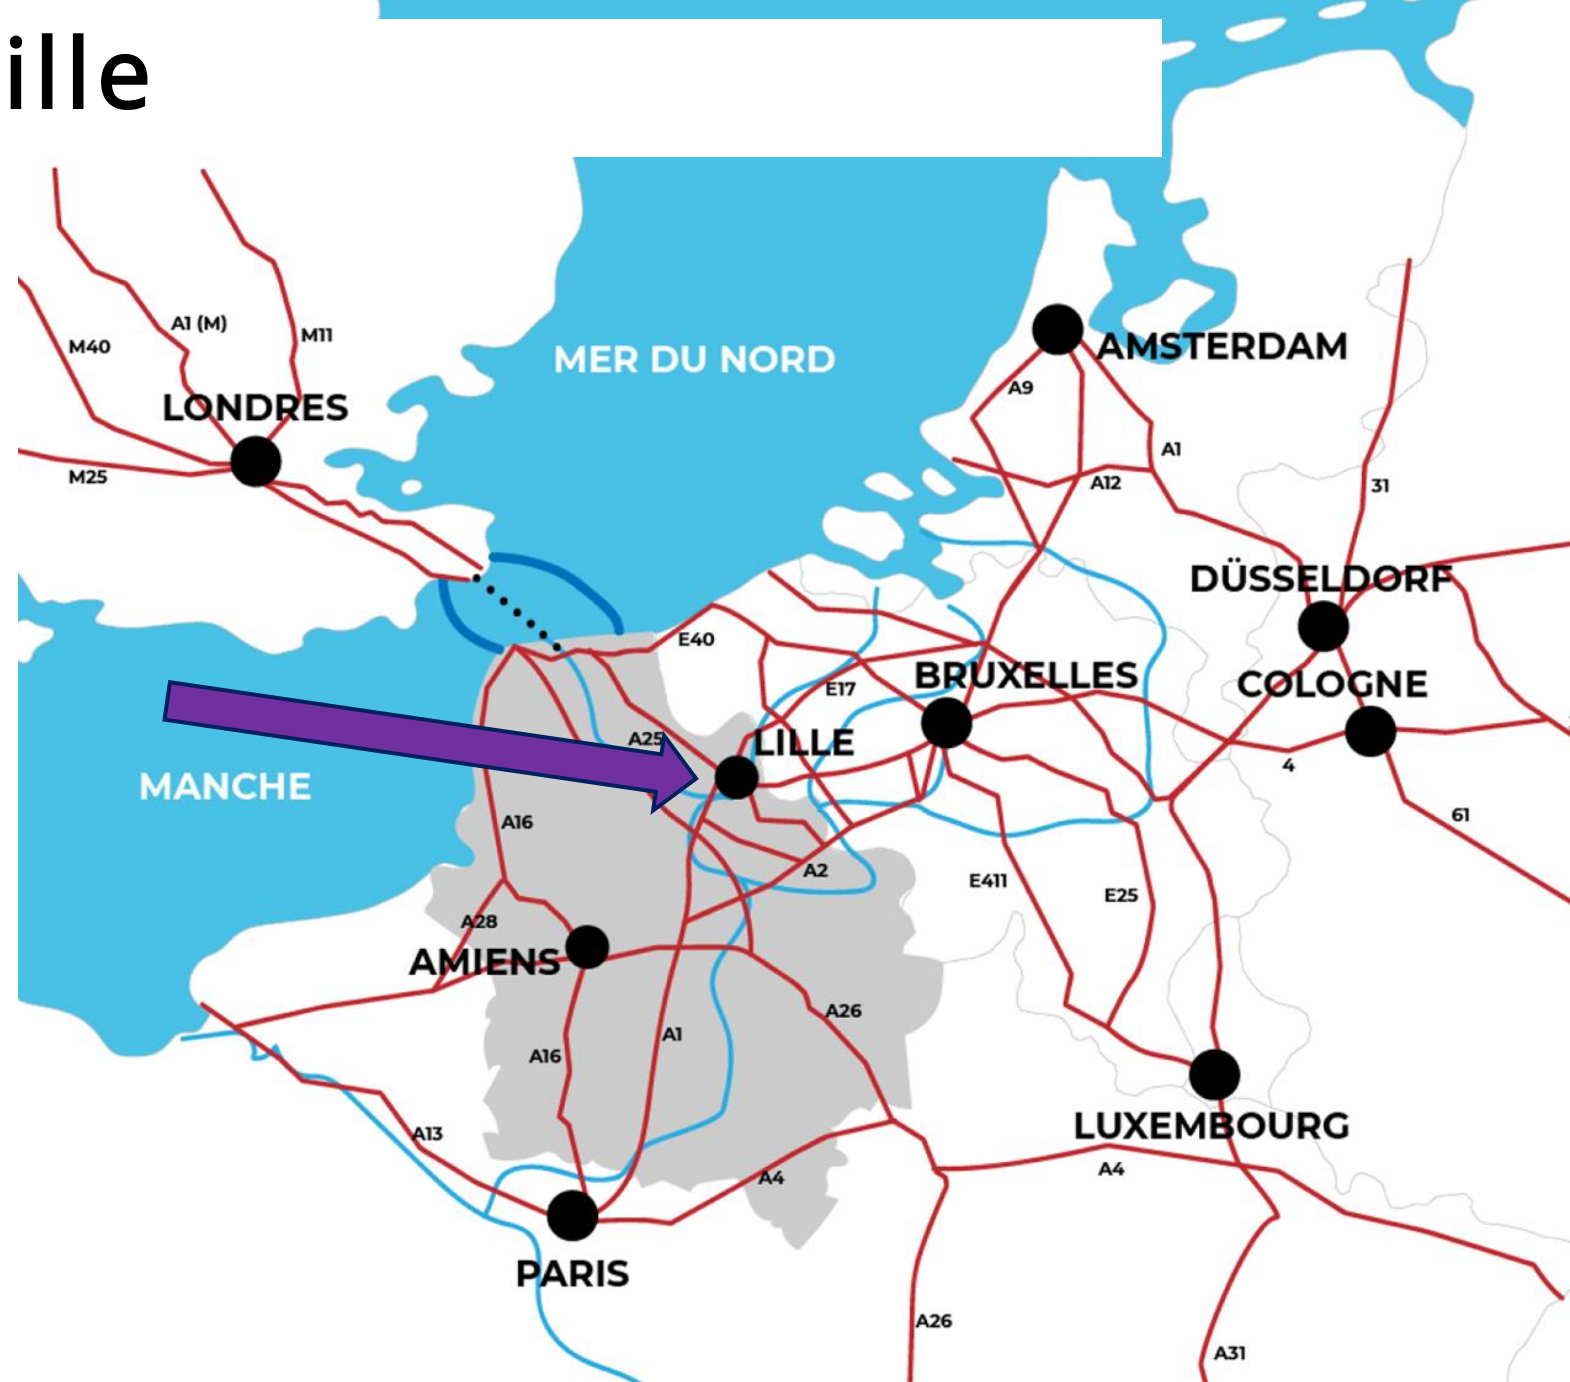 ille
A1 (M)
M11
M40
MER DU NORD
AMSTERDAM
A9
LONDRES
A1
M25
A12
31
DÜSSELDORF
E40
BRUXELLES
COLOGNE
E17
A25
LILLE
4
MANCHE
A16
61
A2
E411
E25
A28
AMIENS
A26
A1
A16
LUXEMBOURG
A13
A4
A4
PARIS
A26
A31